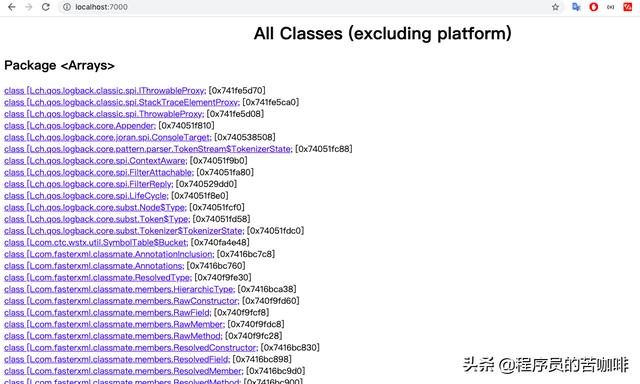 localhost:7000
All Classes (excluding platform)
Package <Arrays>
class [Lch.qos.logback.classic.spi.IThrowableProxy; [0x741fe5d70]
class [Lch.qos.logback.classic.spi.StackTraceElementProxy; [0x741fe5ca0]
class [Lch.qos.logback.classic.spi.ThrowableProxy; [0x741fe5d08]
class [Lch.qos.logback.core.Appender; [0x74051f810]
class [Lch.qos.logback.core.joran.spi.ConsoleTarget; [0x740538508]
class [Lch.qos.logback.core.pattern.parser.TokenStream$TokenizerState; [0x74051fc88]
class [Lch.qos.logback.core.spi.ContextAware; [0x74051f9b0]
class [Lch.qos.logback.core.spi.FilterAttachable; [0x74051fa80]
class [Lch.qos.logback.core.spi.FilterReply; [0x740529dd0]
class [Lch.qos.logback.core.spi.LifeCycle; [0x74051f8e0]
class [Lch.qos.logback.core.subst.Node$Type; [0x74051fcf0]
class [Lch.qos.logback.core.subst.Token$Type; [0x74051fd58]
class [Lch.qos.logback.core.subst.Tokenizer$TokenizerState; [0x74051fdc0]
class [Lcom.ctc.wstx.util.SymbolTable$Bucket; [0x740fa4e48]
class [Lcom.fasterxml.classmate.AnnotationInclusion; [0x7416bc7c8]
class [Lcom.fasterxml.classmate.Annotations; [0x7416bc760]
class [Lcom.fasterxml.classmate.ResolvedType; [0x740f9fe30]
class [Lcom.fasterxml.classmate.members.HierarchicType; [0x7416bca38]
class [Lcom.fasterxml.classmate.members.RawConstructor; [0x740f9fd60]
class [Lcom.fasterxml.classmate.members.RawField; [0x740f9fcf8]
class [Lcom.fasterxml.classmate.members.RawMember; [0x740f9fdc8]
class [Lcom.fasterxml.classmate.members.RawMethod; [0x740f9fc28]
class [Lcom.fasterxml.classmate.members.ResolvedConstructor; [0x7416bc830]
class [Lcom.fasterxml.classmate.members.ResolvedField; [0x7416bc898]
class [Lcom.fasterxml.classmate.members.ResolvedMember; [0x7416bc9d0]
class [Lcom.fasterxml.classmate.members.ResolvedMethod; [0x7416bc900]
头条 @程序员的苦咖啡